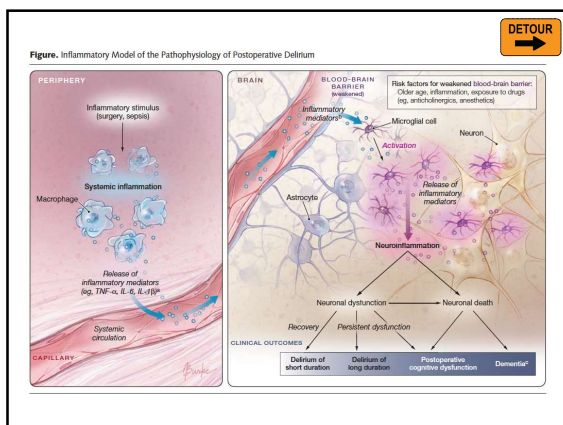 DETOUR
Figure. Inflammatory Model of the Pathophysiology of Postoperative Delirium
PERIPHERY
Inflammatory stimulus
(surgery, sepsis)
Systemic inflammation
Macrophage
Release of
inflammatory mediators
(eg, TNF-α, IL-6, IL-1β)ᵃ
Systemic
circulation
CAPILLARY
BRAIN
BLOOD-BRAIN
BARRIER
(weakened)
Risk factors for weakened blood-brain barrier:
Older age, inflammation, exposure to drugs
(eg, anticholinergics, anesthetics)
Inflammatory
mediatorsᵇ
Microglial cell
Activation
Neuron
Astrocyte
Release of
inflammatory
mediators
Neuroinflammation
Neuronal dysfunction
Neuronal death
Recovery
Persistent dysfunction
CLINICAL OUTCOMES
Delirium of
short duration
Delirium of
long duration
Postoperative
cognitive dysfunction
Dementiaᶜ